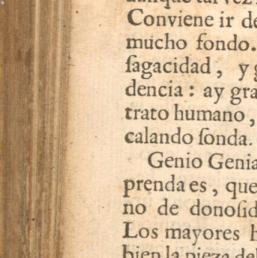 Conviene ir de
mucho fondo.
ſagacidad, y g
dencia: ay gra
trato humano,
calando ſonda.
Genio Genia
prenda es, que
no de donoſid
Los mayores h
bien la pieza del